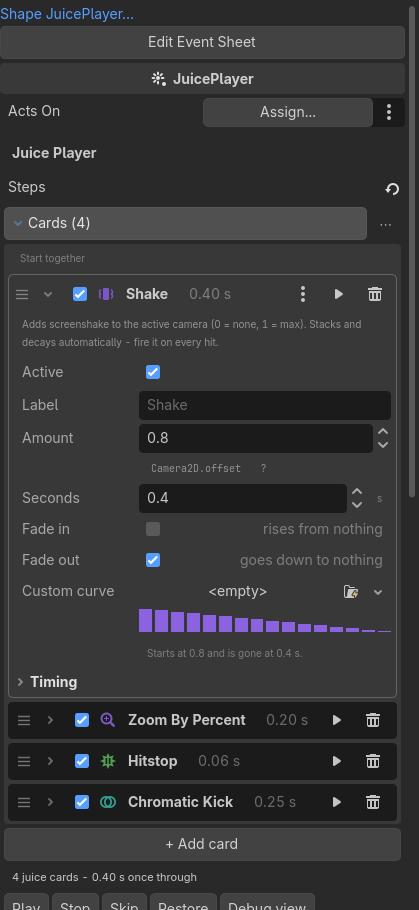 Shape JuicePlayer...
Edit Event Sheet
JuicePlayer
Acts On Assign...
Juice Player
Steps
Cards (4)
Start together
Shake 0.40 s
Adds screenshake to the active camera (0 = none, 1 = max). Stacks and
decays automatically - fire it on every hit.
Active
Label Shake
Amount 0.8
Camera2D.offset ?
Seconds 0.4 s
Fade in rises from nothing
Fade out goes down to nothing
Custom curve <empty>
Starts at 0.8 and is gone at 0.4 s.
Timing
Zoom By Percent 0.20 s
Hitstop 0.06 s
Chromatic Kick 0.25 s
+ Add card
4 juice cards - 0.40 s once through
Play Stop Skip Restore Debug view